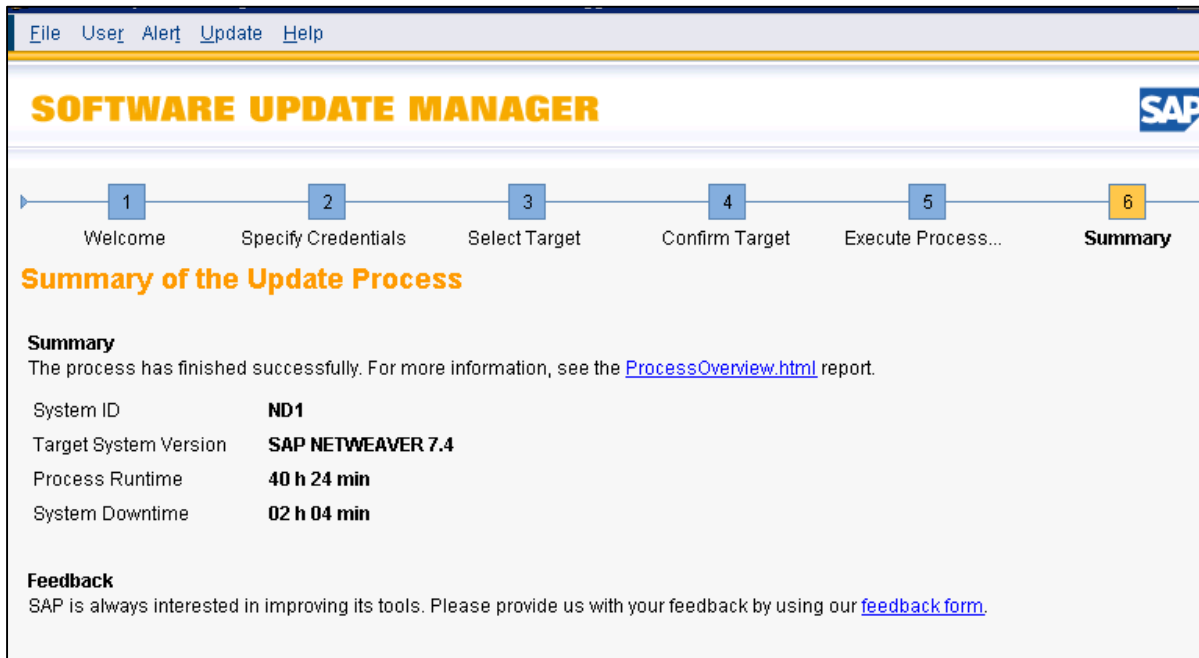 File User Alert Update Help
SOFTWARE UPDATE MANAGER
SAP
1 2 3 4 5 6
Welcome Specify Credentials Select Target Confirm Target Execute Process... Summary
Summary of the Update Process
Summary
The process has finished successfully. For more information, see the ProcessOverview.html report.
System ID ND1
Target System Version SAP NETWEAVER 7.4
Process Runtime 40 h 24 min
System Downtime 02 h 04 min
Feedback
SAP is always interested in improving its tools. Please provide us with your feedback by using our feedback form.